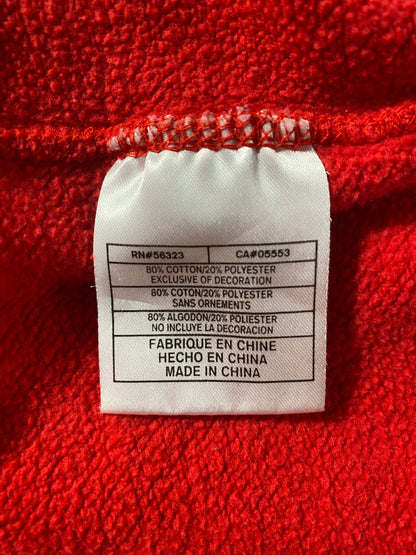 RN#56323 CA#05553
80% COTTON/20% POLYESTER
EXCLUSIVE OF DECORATION
80% COTON/20% POLYESTER
SANS ORNEMENTS
80% ALGODON/20% POLIESTER
NO INCLUYE LA DECORACION
FABRIQUE EN CHINE
HECHO EN CHINA
MADE IN CHINA